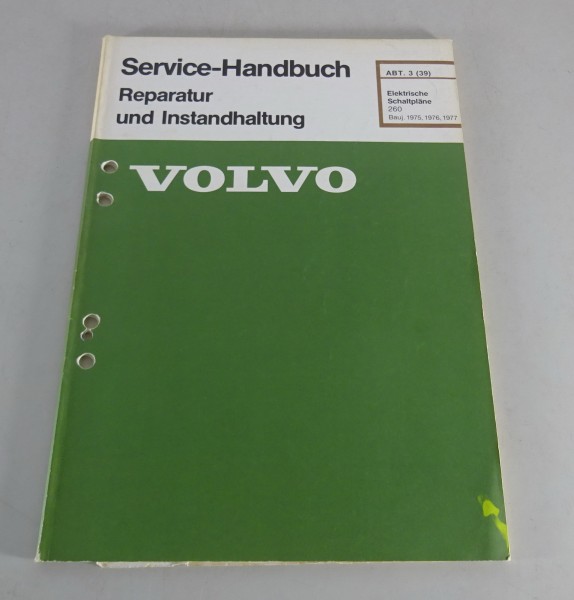 Service-Handbuch
Reparatur
und Instandhaltung
ABT. 3 (39)
Elektrische
Schaltpläne
260
Bauj. 1975, 1976, 1977
VOLVO